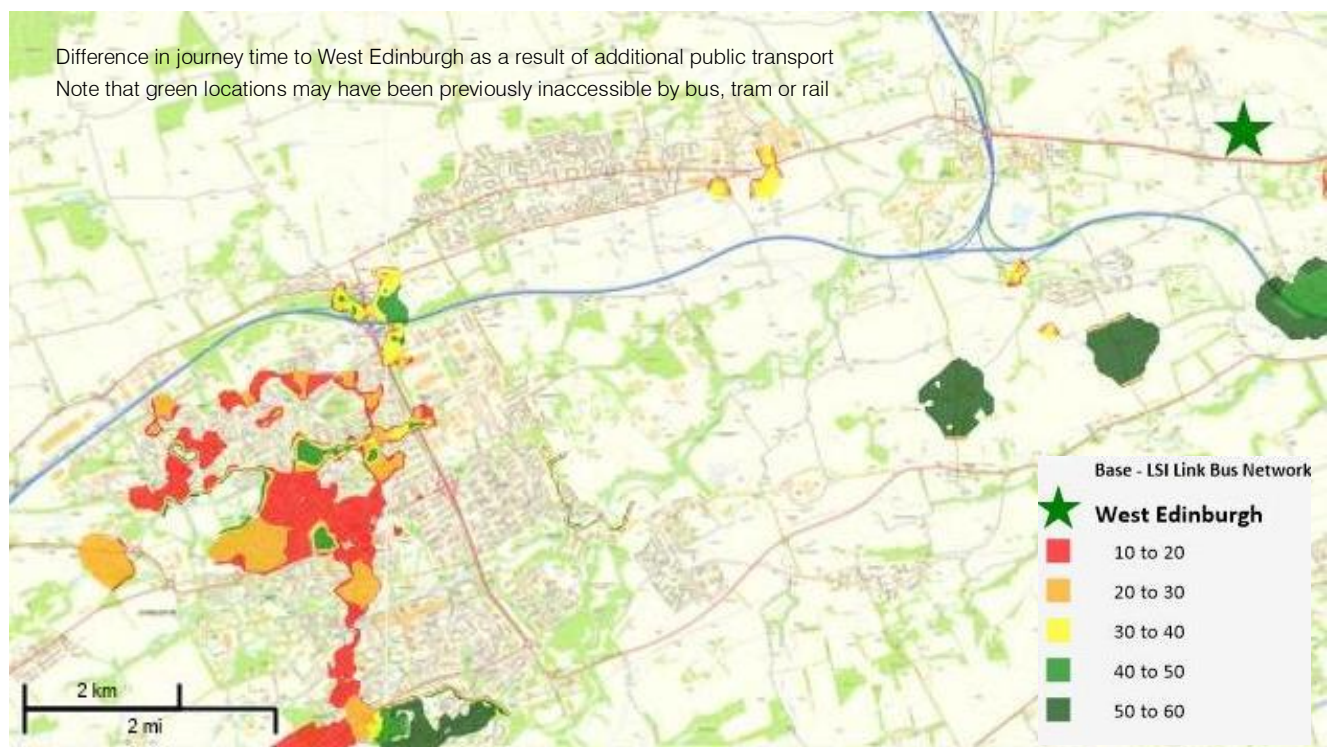 Difference in journey time to West Edinburgh as a result of additional public transport
Note that green locations may have been previously inaccessible by bus, tram or rail
Base - LSI Link Bus Network
West Edinburgh
10 to 20
20 to 30
30 to 40
40 to 50
50 to 60
2 km
2 mi